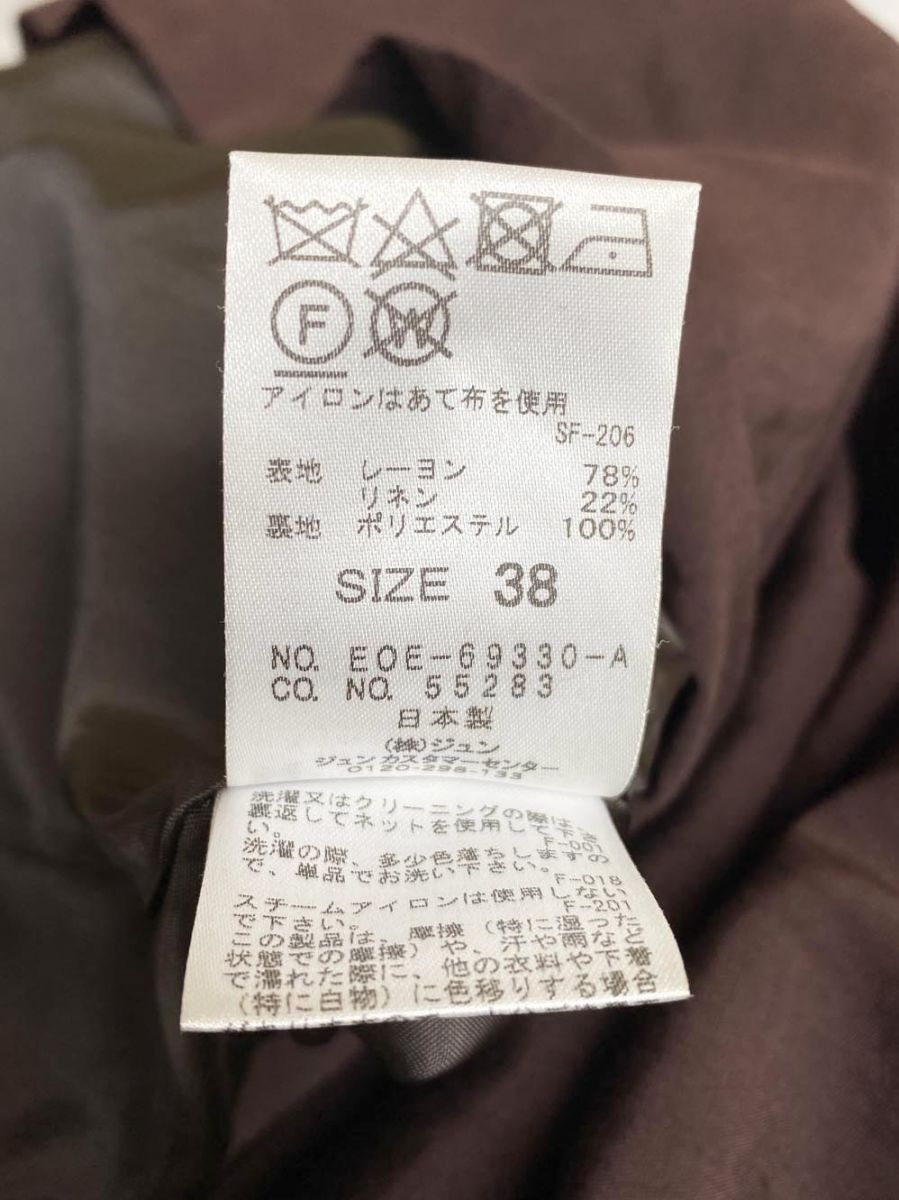 F W
アイロンはあて布を使用
SF-206
表地 レーヨン 78%
リネン 22%
裏地 ポリエステル 100%
SIZE 38
NO. EOE-69330-A
CO. NO. 55283
日本製
(株)ジュン
ジュンカスタマーセンター
0120-298-133
洗濯又はクリーニングの際は、
裏返してネットを使用して下さ
い。 F-001
洗濯の際、多少色落ちしますの
で、単品でお洗い下さい。
F-018
スチームアイロンは使用しない
で下さい。 F-201
この製品は、摩擦(特に湿った
状態での摩擦)や、汗や雨など
で濡れた際に、他の衣料や下着
(特に白物)に色移りする場合